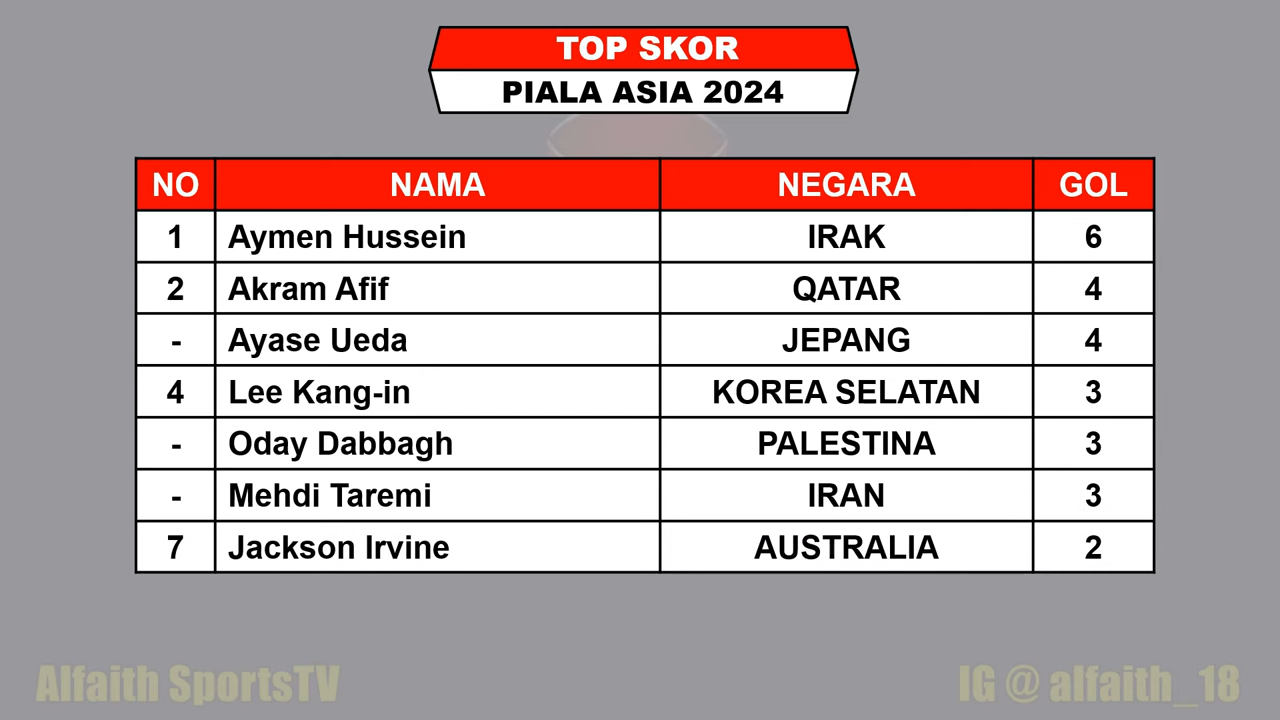 TOP SKOR
PIALA ASIA 2024
NO NAMA NEGARA GOL
1 Aymen Hussein IRAK 6
2 Akram Afif QATAR 4
- Ayase Ueda JEPANG 4
4 Lee Kang-in KOREA SELATAN 3
- Oday Dabbagh PALESTINA 3
- Mehdi Taremi IRAN 3
7 Jackson Irvine AUSTRALIA 2
Alfaith SportsTV IG @ alfaith_18